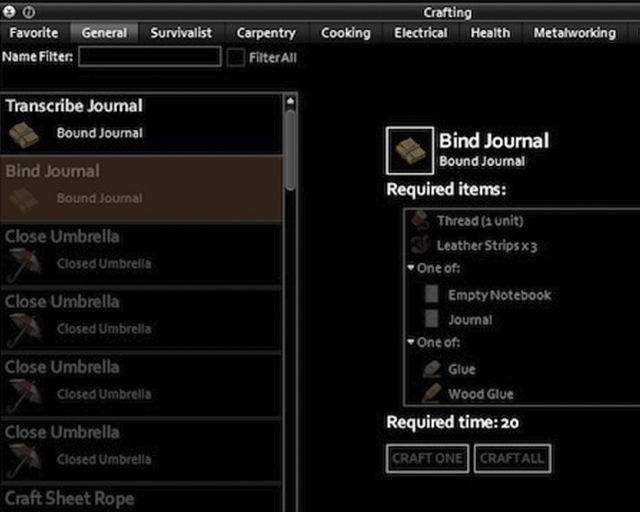 Crafting
Favorite General Survivalist Carpentry Cooking Electrical Health Metalworking
Name Filter: Filter All
Transcribe Journal
Bound Journal
Bind Journal
Bound Journal
Close Umbrella
Closed Umbrella
Close Umbrella
Closed Umbrella
Close Umbrella
Closed Umbrella
Close Umbrella
Closed Umbrella
Craft Sheet Rope
Bind Journal
Bound Journal
Required items:
Thread (1 unit)
Leather Strips x 3
One of:
Empty Notebook
Journal
One of:
Glue
Wood Glue
Required time: 20
CRAFT ONE CRAFT ALL